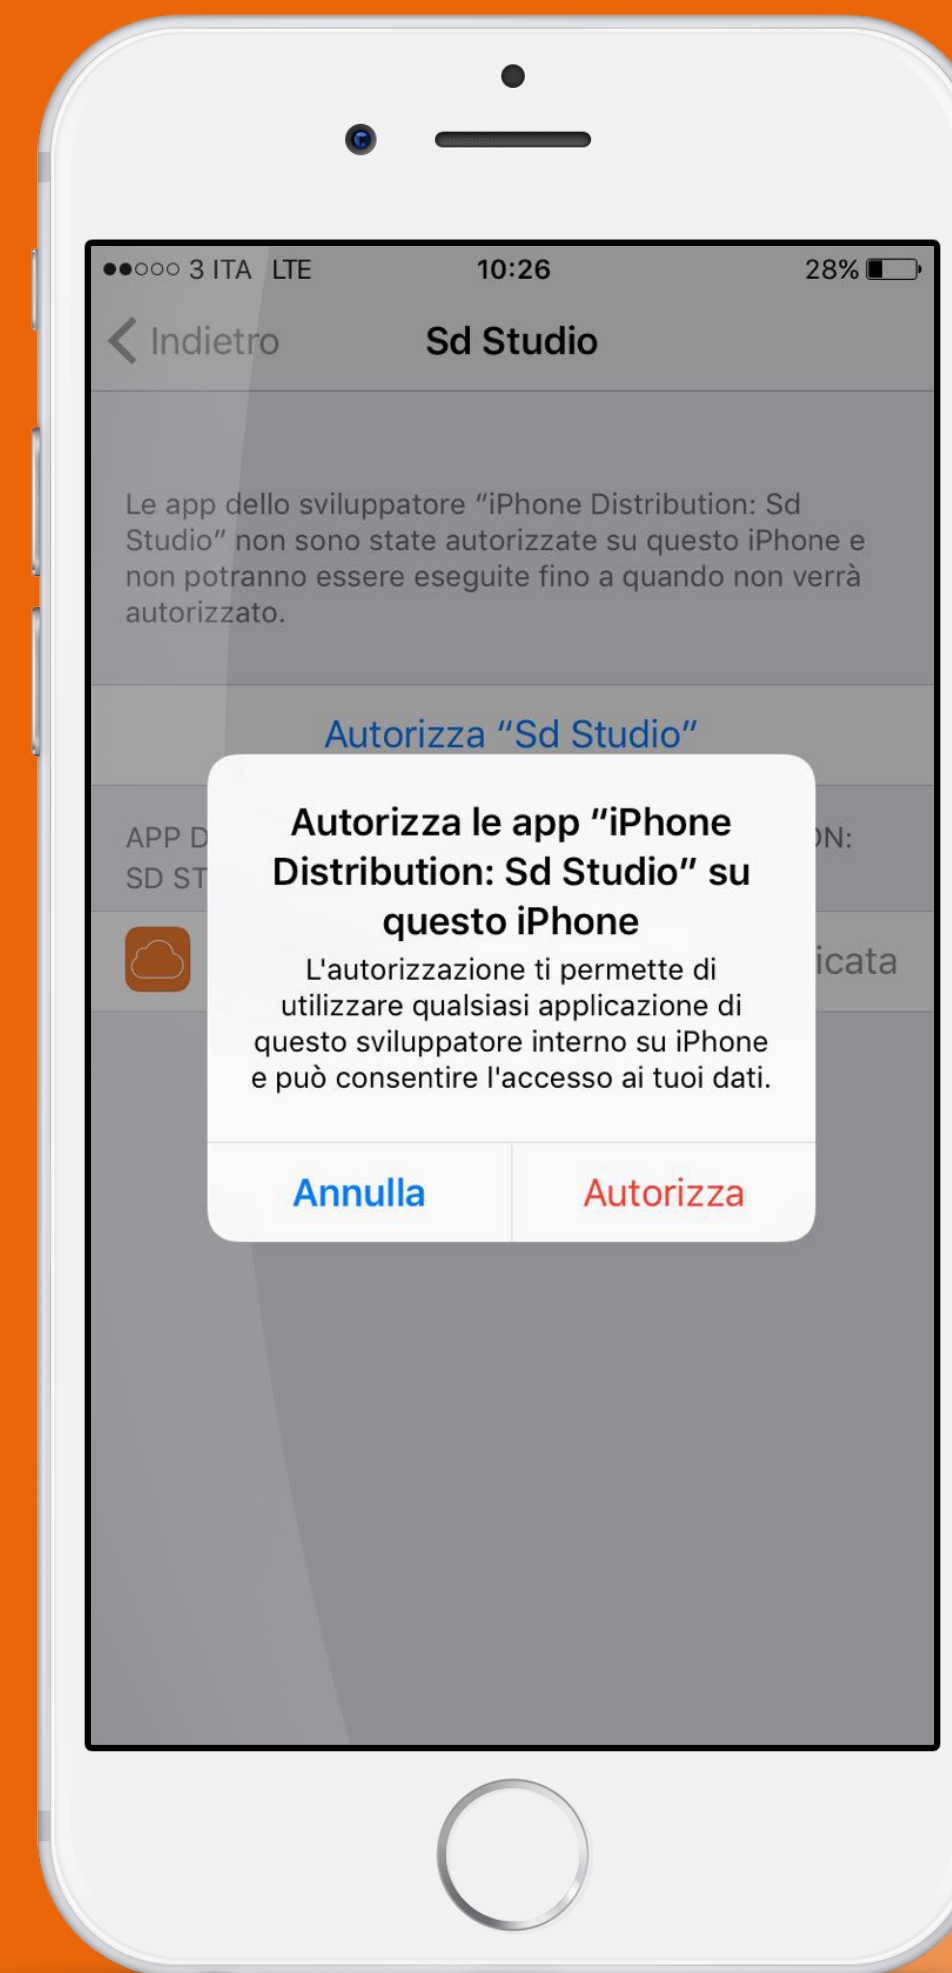 3 ITA LTE 10:26 28%
Indietro Sd Studio
Le app dello sviluppatore “iPhone Distribution: Sd
Studio” non sono state autorizzate su questo iPhone e
non potranno essere eseguite fino a quando non verrà
autorizzato.
Autorizza “Sd Studio”
APP
SD
Autorizza le app “iPhone
Distribution: Sd Studio” su
questo iPhone
L'autorizzazione ti permette di
utilizzare qualsiasi applicazione di
questo sviluppatore interno su iPhone
e può consentire l'accesso ai tuoi dati.
Annulla Autorizza